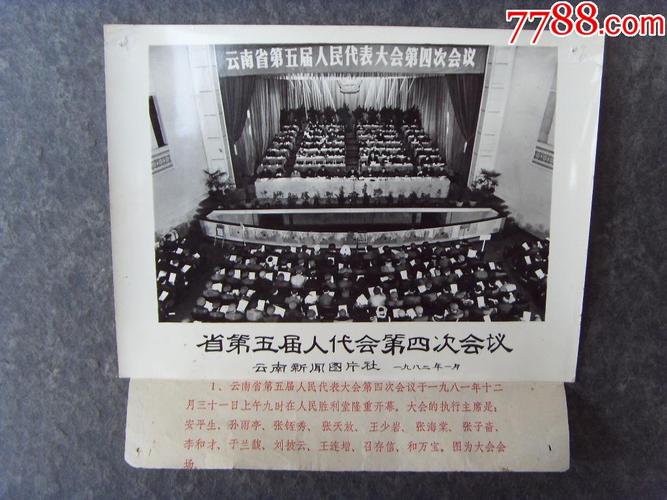 7788.com
云南省第五届人民代表大会第四次会议
省第五届人代会第四次会议
云南新闻图片社 一九八二年一月
1、云南省第五届人民代表大会第四次会议于一九八一年十二
月三十一日上午九时在人民胜利堂隆重开幕。大会的执行主席是:
安平生、孙雨亭、张铚秀、张天放、王少岩、张海棠、张子斋、
李和才、于兰馥、刘披云、王连增、召存信、和万宝。图为大会会
场。